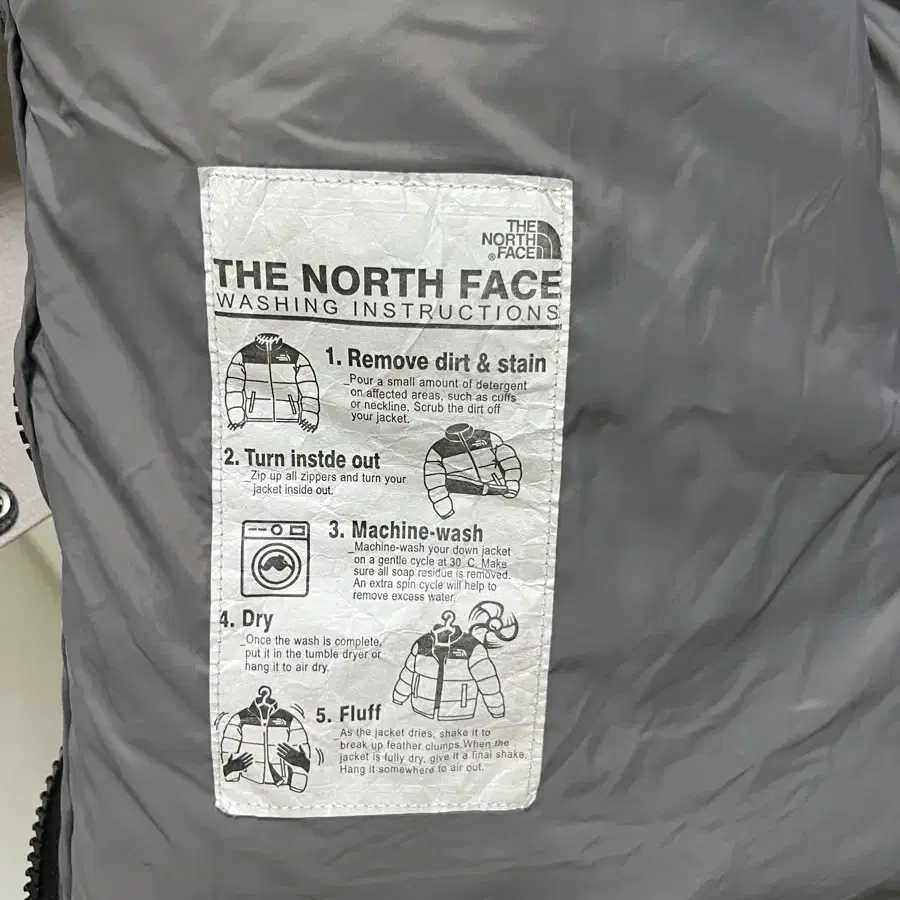 THE
NORTH
®FACE
THE NORTH FACE
WASHING INSTRUCTIONS
1. Remove dirt & stain
_Pour a small amount of detergent
on affected areas, such as cuffs
or neckline. Scrub the dirt off
your jacket.
2. Turn instde out
_Zip up all zippers and turn your
jacket inside out.
3. Machine-wash
_Machine-wash your down jacket
on a gentle cycle at 30 C. Make
sure all soap residue is removed.
An extra spin cycle will help to
remove excess water.
4. Dry
_Once the wash is complete,
put it in the tumble dryer or
hang it to air dry.
5. Fluff
_As the jacket dries, shake it to
break up feather clumps.When the
jacket is fully dry, give it a final shake.
Hang it somewhere to air out.